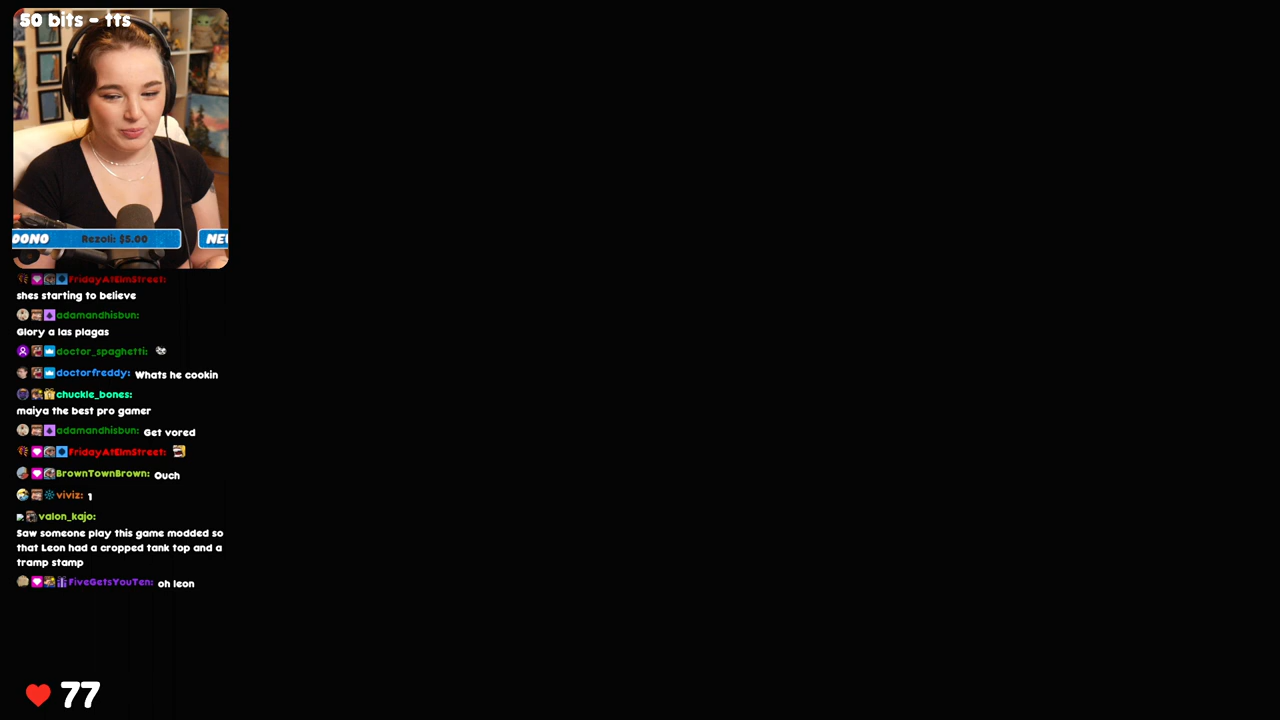 50 bits - tts
DONO
Rezoli: $5.00
NEW
FridayAtElmStreet:
shes starting to believe
adamandhisbun:
Glory a las plagas
doctor_spaghetti:
doctorfreddy: Whats he cookin
chuckle_bones:
maiya the best pro gamer
adamandhisbun: Get vored
FridayAtElmStreet:
BrownTownBrown: Ouch
viviz: 1
valon_kajo:
Saw someone play this game modded so
that Leon had a cropped tank top and a
tramp stamp
FiveGetsYouTen: oh leon
77